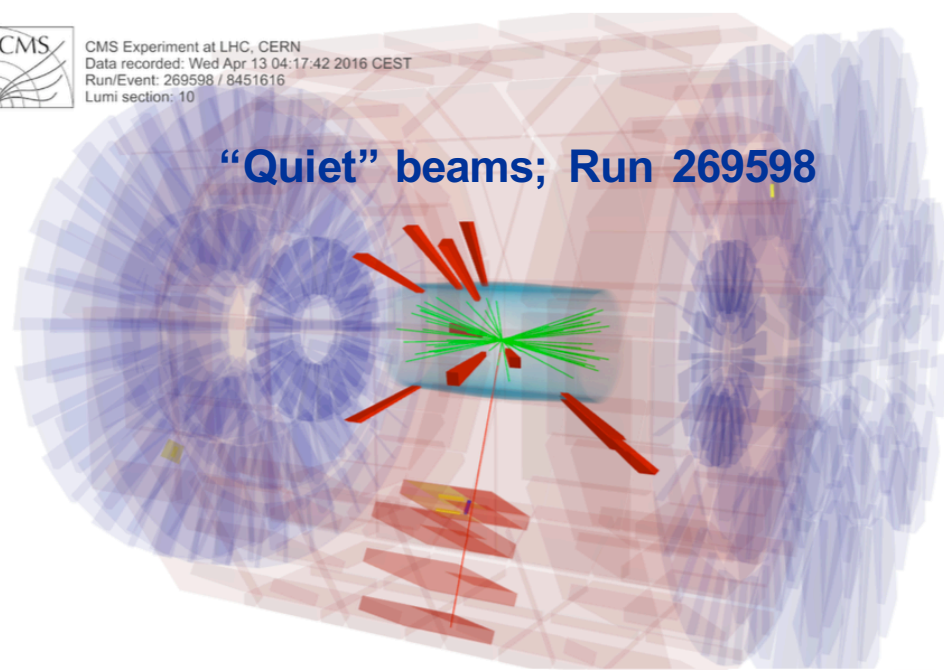 CMS
CMS Experiment at LHC, CERN
Data recorded: Wed Apr 13 04:17:42 2016 CEST
Run/Event: 269598 / 8451616
Lumi section: 10
“Quiet” beams; Run 269598